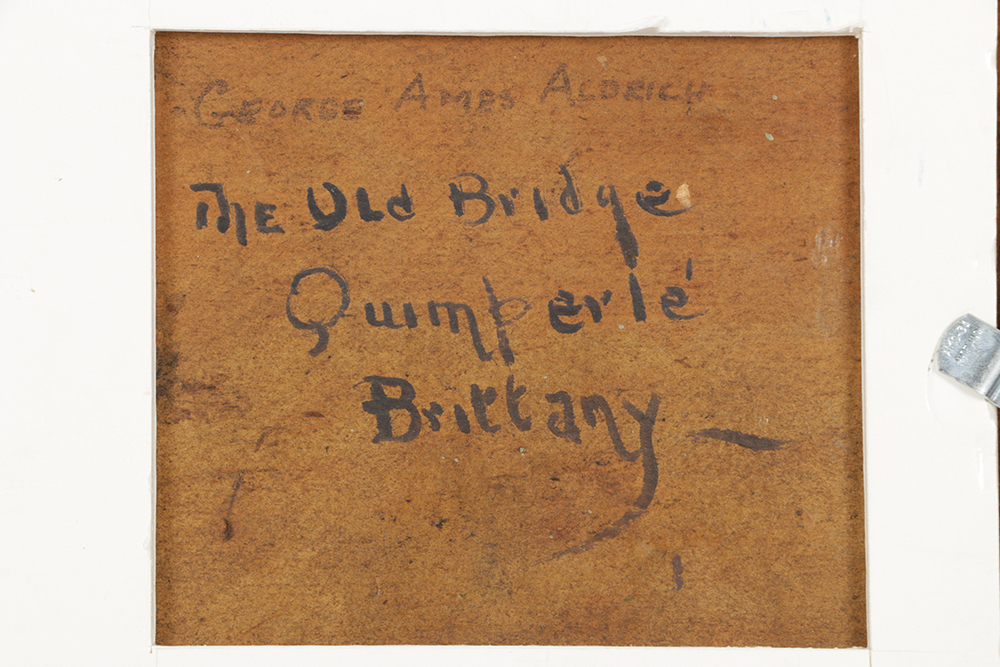 GEORGE AMES ALDRICH
THE OLd Bridge
Quimperlé
Brittany —